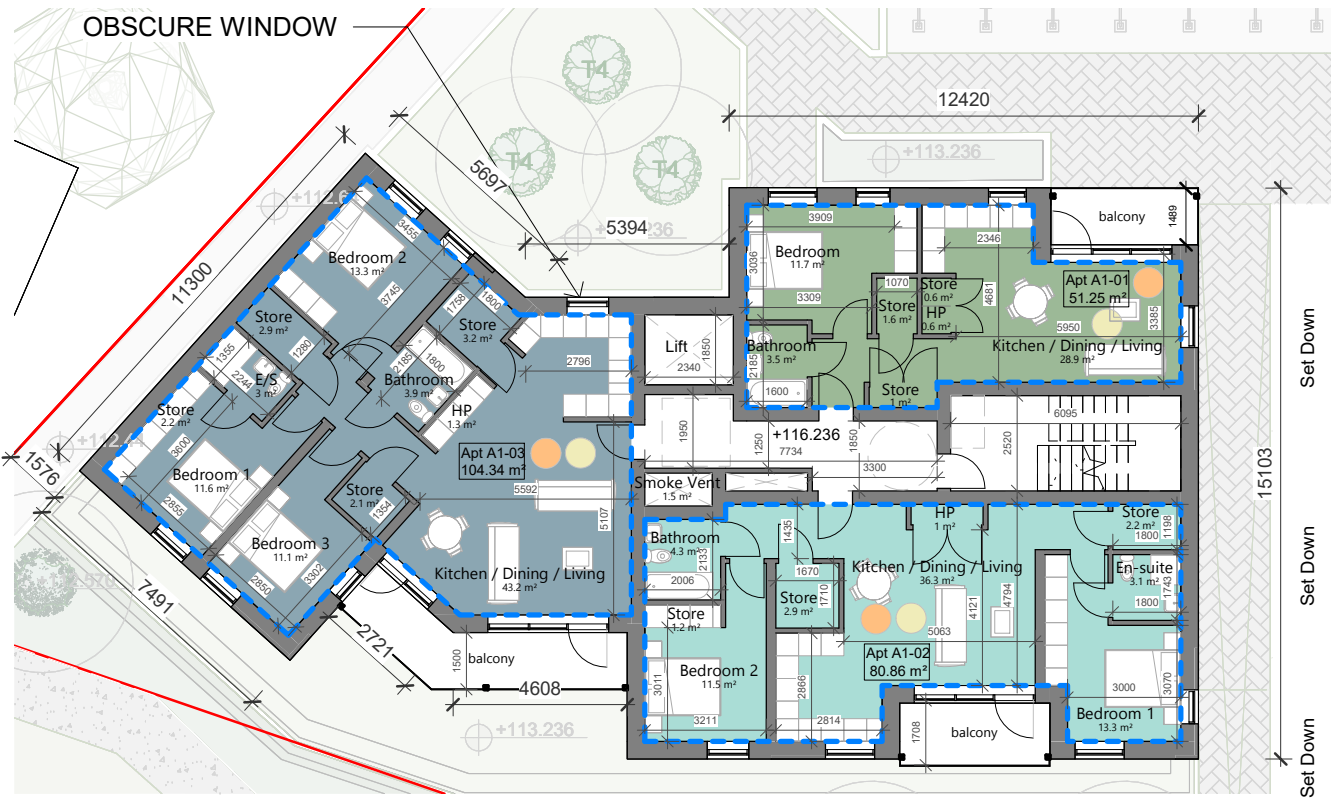 OBSCURE WINDOW
T4
T4
T4
12420
+113.236
5697
5394
11300
1489
balcony
3455
Bedroom 2
13.3 m²
3745
1758
1800
Store
2.9 m²
1280
Store
3.2 m²
2796
1355
2244
E/S
3 m²
2185
1800
Bathroom
3.9 m²
HP
1.3 m²
Store
2.2 m²
3600
Bedroom 1
11.6 m²
2855
Apt A1-03
104.34 m²
5592
5107
Store
2.1 m²
1354
Bedroom 3
11.1 m²
2850
3302
Kitchen / Dining / Living
43.2 m²
1576
7491
2721
1500
balcony
4608
+113.236
Lift
1850
2340
3909
Bedroom
11.7 m²
3036
3309
1070
Store
1.6 m²
Store
0.6 m²
HP
0.6 m²
2346
4681
Apt A1-01
51.25 m²
5950
3385
Kitchen / Dining / Living
28.9 m²
Bathroom
3.5 m²
2185
1600
Store
1 m²
1950
1250
+116.236
7734
1850
3300
6095
2520
Smoke Vent
1.5 m²
Bathroom
4.3 m²
2133
2006
1435
1670
Store
2.9 m²
1710
HP
1 m²
Kitchen / Dining / Living
36.3 m²
4121
4794
5063
Apt A1-02
80.86 m²
Store
2.2 m²
1198
1800
En-suite
3.1 m²
1743
1800
Store
1.2 m²
Bedroom 2
11.5 m²
3011
3211
2866
2814
3000
3070
Bedroom 1
13.3 m²
1708
balcony
15103
Set Down
Set Down
Set Down